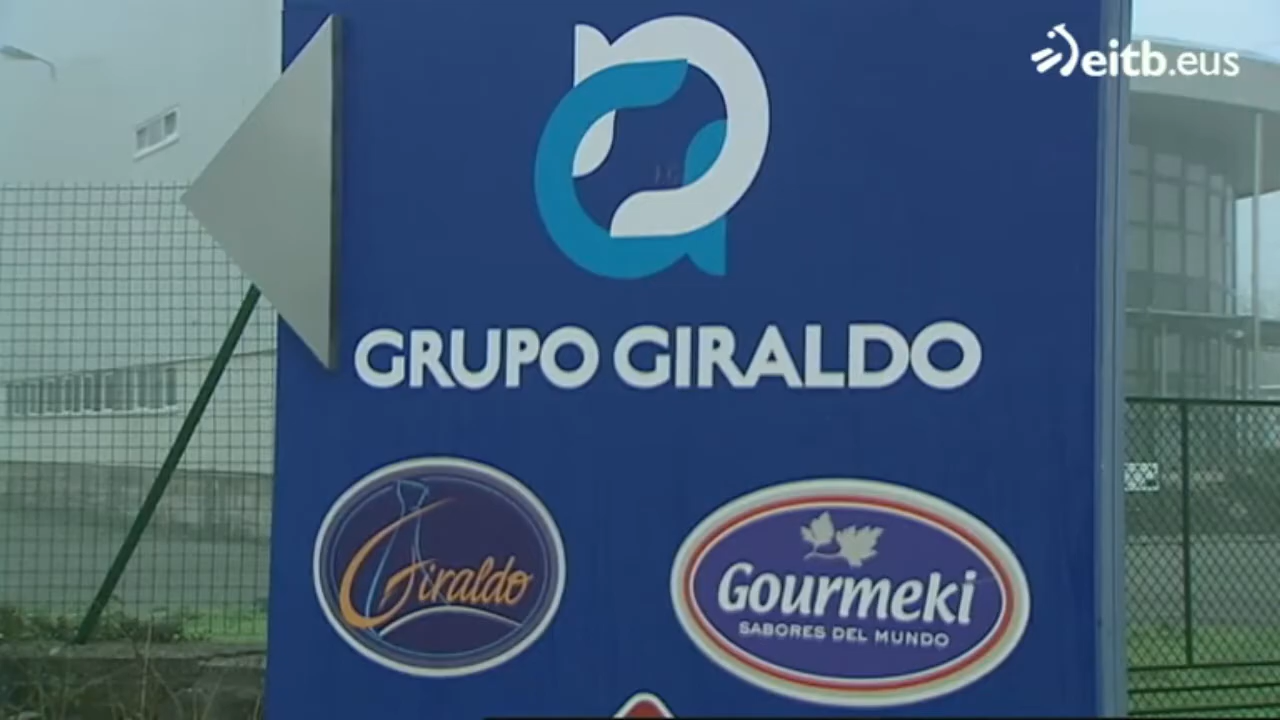 eitb.eus
GRUPO GIRALDO
Giraldo
Gourmeki
SABORES DEL MUNDO